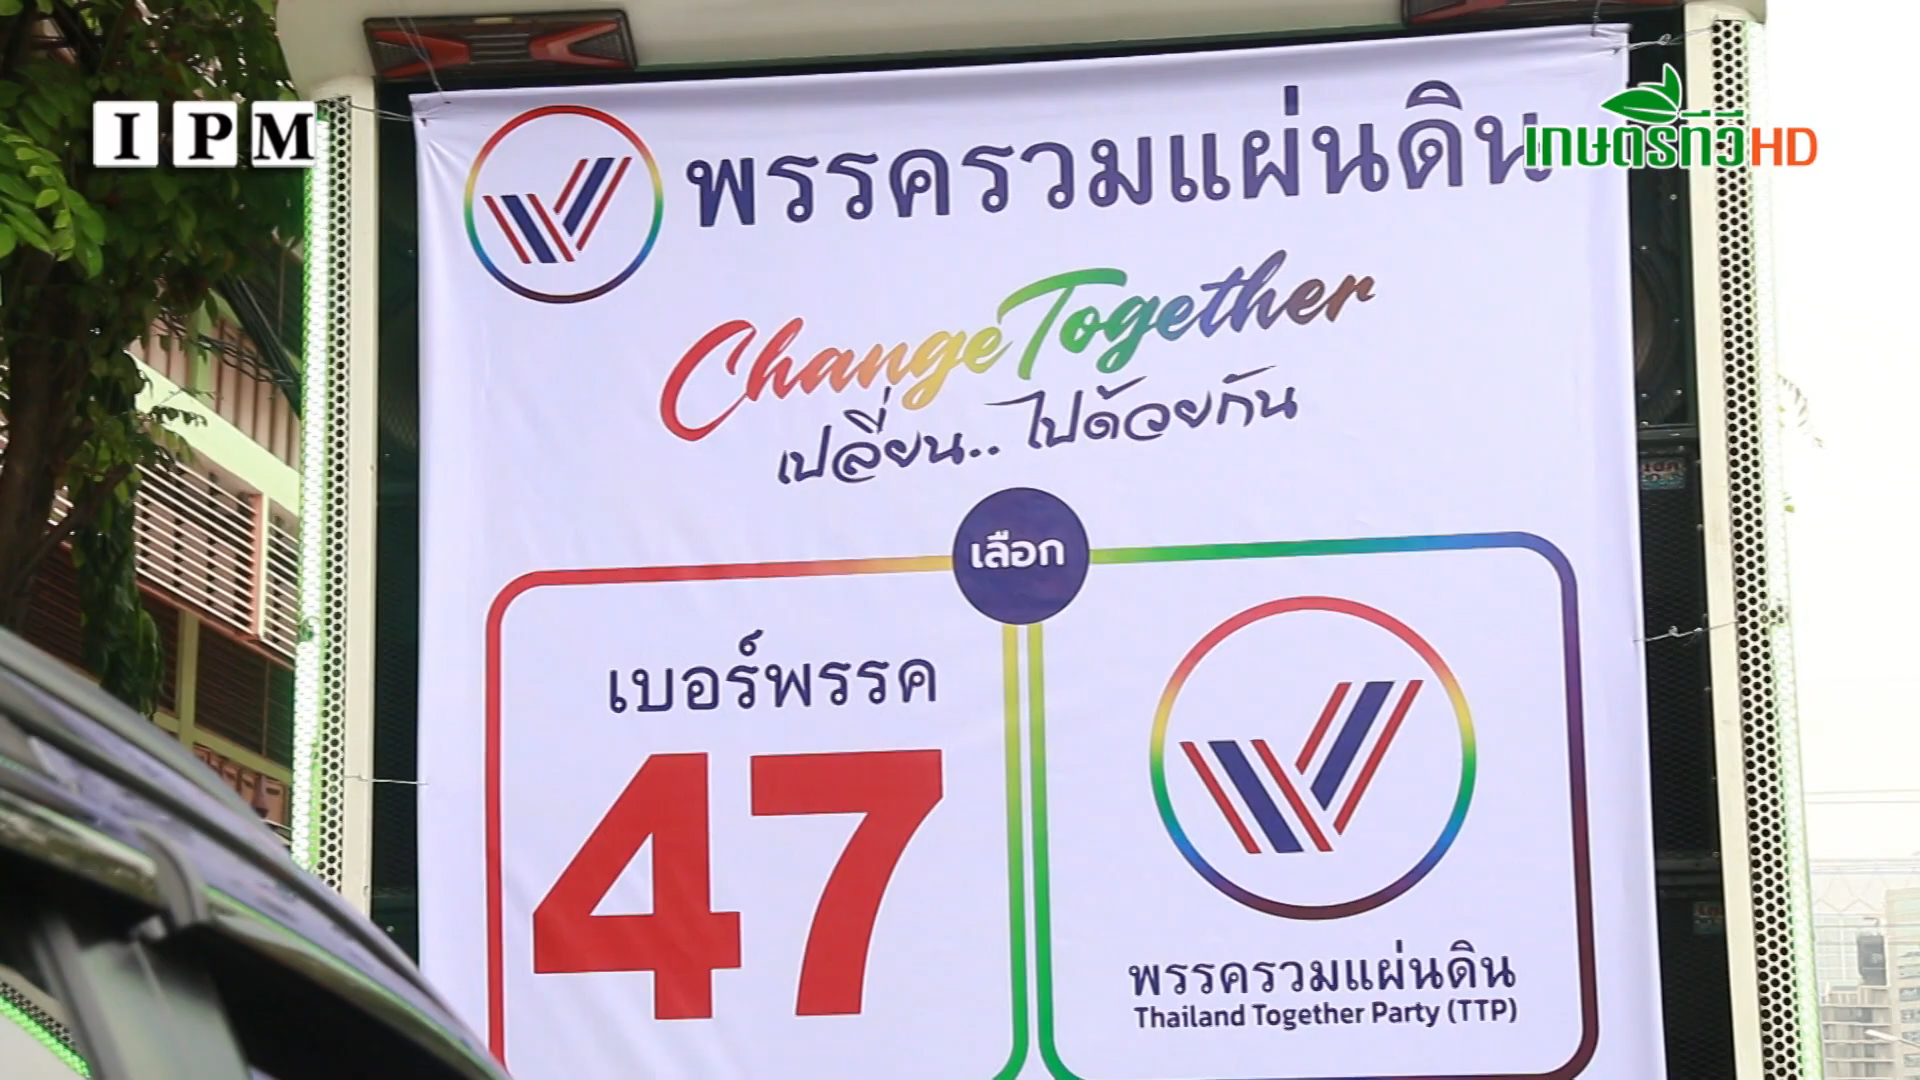 IPM
เกษตรทีวีHD
พรรครวมแผ่นดิน
Change Together
เปลี่ยน.. ไปด้วยกัน
เลือก
เบอร์พรรค
47
พรรครวมแผ่นดิน
Thailand Together Party (TTP)